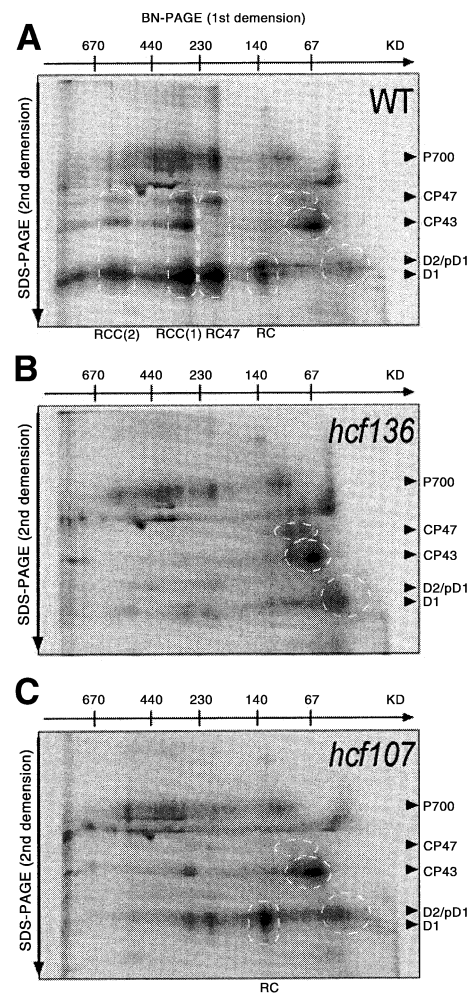 BN-PAGE (1st demension)
A
670 440 230 140 67 KD
WT
SDS-PAGE (2nd demension)
P700
CP47
CP43
D2/pD1
D1
RCC(2) RCC(1) RC47 RC
B
670 440 230 140 67 KD
hcf136
SDS-PAGE (2nd demension)
P700
CP47
CP43
D2/pD1
D1
C
670 440 230 140 67 KD
hcf107
SDS-PAGE (2nd demension)
P700
CP47
CP43
D2/pD1
D1
RC